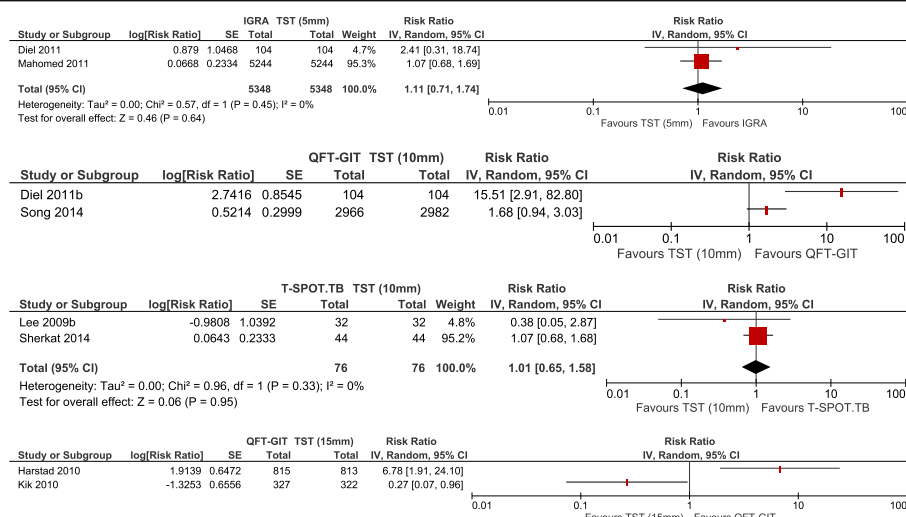 IGRA TST (5mm) Risk Ratio Risk Ratio
Study or Subgroup log[Risk Ratio] SE Total Total Weight IV, Random, 95% CI IV, Random, 95% CI
Diel 2011 0.879 1.0468 104 104 4.7% 2.41 [0.31, 18.74]
Mahomed 2011 0.0668 0.2334 5244 5244 95.3% 1.07 [0.68, 1.69]
Total (95% CI) 5348 5348 100.0% 1.11 [0.71, 1.74]
Heterogeneity: Tau² = 0.00; Chi² = 0.57, df = 1 (P = 0.45); I² = 0%
Test for overall effect: Z = 0.46 (P = 0.64)
0.01 0.1 1 10 100
Favours TST (5mm) Favours IGRA
QFT-GIT TST (10mm) Risk Ratio Risk Ratio
Study or Subgroup log[Risk Ratio] SE Total Total IV, Random, 95% CI IV, Random, 95% CI
Diel 2011b 2.7416 0.8545 104 104 15.51 [2.91, 82.80]
Song 2014 0.5214 0.2999 2966 2982 1.68 [0.94, 3.03]
0.01 0.1 1 10 100
Favours TST (10mm) Favours QFT-GIT
T-SPOT.TB TST (10mm) Risk Ratio Risk Ratio
Study or Subgroup log[Risk Ratio] SE Total Total Weight IV, Random, 95% CI IV, Random, 95% CI
Lee 2009b -0.9808 1.0392 32 32 4.8% 0.38 [0.05, 2.87]
Sherkat 2014 0.0643 0.2333 44 44 95.2% 1.07 [0.68, 1.68]
Total (95% CI) 76 76 100.0% 1.01 [0.65, 1.58]
Heterogeneity: Tau² = 0.00; Chi² = 0.96, df = 1 (P = 0.33); I² = 0%
Test for overall effect: Z = 0.06 (P = 0.95)
0.01 0.1 1 10 100
Favours TST (10mm) Favours T-SPOT.TB
QFT-GIT TST (15mm) Risk Ratio Risk Ratio
Study or Subgroup log[Risk Ratio] SE Total Total IV, Random, 95% CI IV, Random, 95% CI
Harstad 2010 1.9139 0.6472 815 813 6.78 [1.91, 24.10]
Kik 2010 -1.3253 0.6556 327 322 0.27 [0.07, 0.96]
0.01 0.1 1 10 100
Favours TST (15mm) Favours QFT-GIT